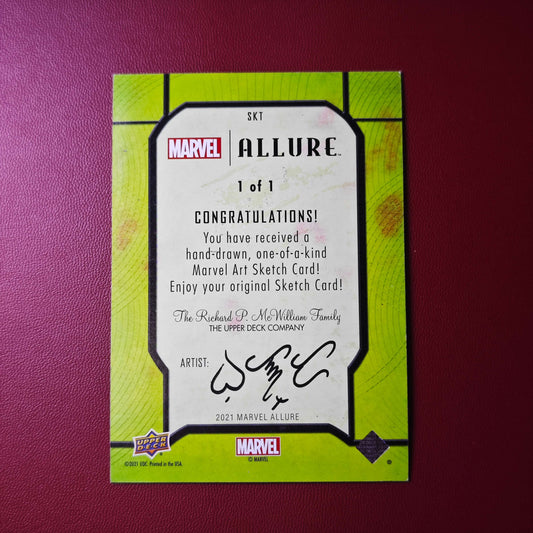 SKT
MARVEL | ALLURE™
1 of 1
CONGRATULATIONS!
You have received a
hand-drawn, one-of-a-kind
Marvel Art Sketch Card!
Enjoy your original Sketch Card!
The Richard P. McWilliam Family
THE UPPER DECK COMPANY
ARTIST:
2021 MARVEL ALLURE
UPPER DECK
MARVEL
©2021 UDC. Printed in the USA.
© MARVEL